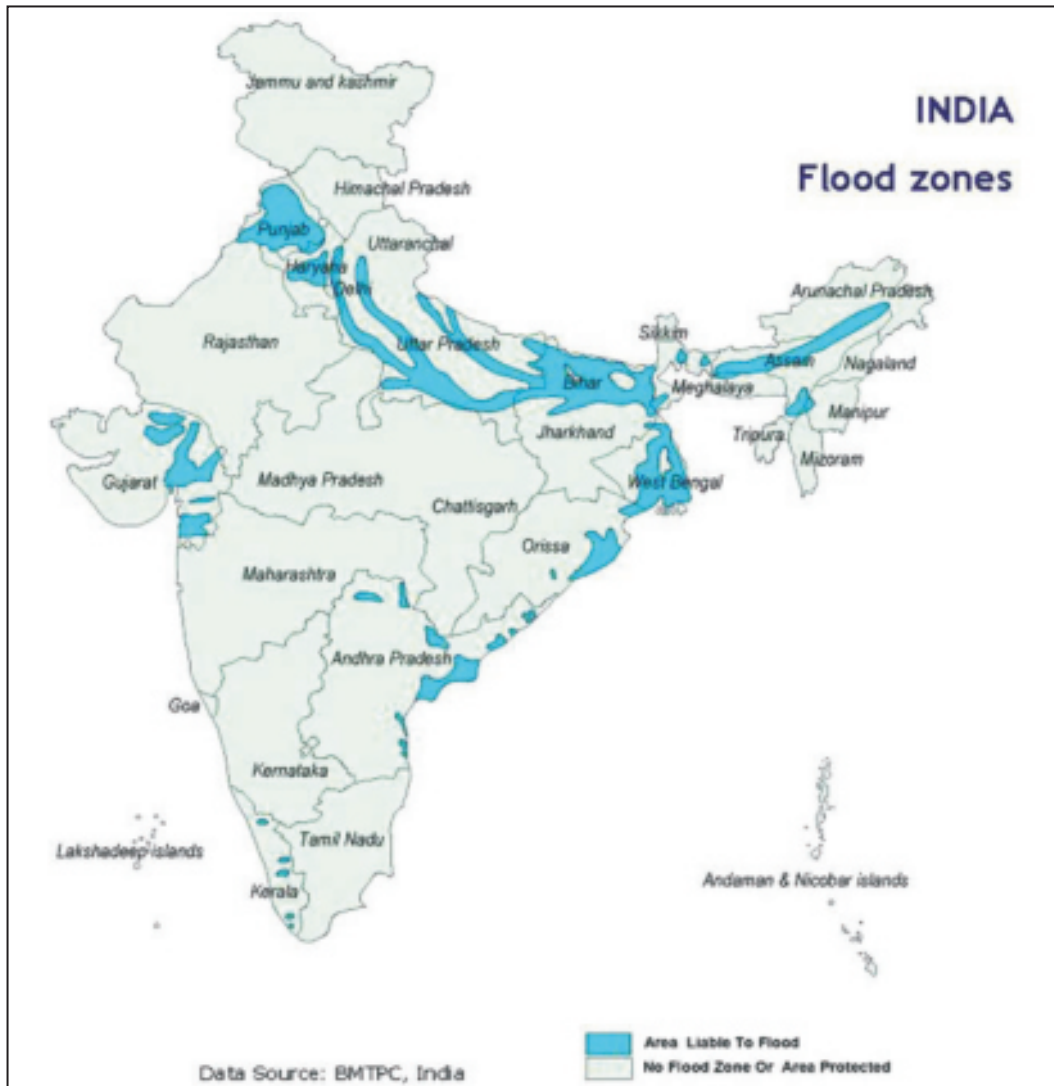 INDIA
Flood zones
Jammu and kashmir
Himachal Pradesh
Punjab
Uttaranchal
Haryana
Delhi
Arunachal Pradesh
Rajasthan
Uttar Pradesh
Sikkim
Assam
Nagaland
Bihar
Meghalaya
Manipur
Jharkhand
Tripura
Mizoram
Gujarat
Madhya Pradesh
West Bengal
Chattisgarh
Orissa
Maharashtra
Andhra Pradesh
Goa
Kernataka
Tamil Nadu
Lakshadeep islands
Kerala
Andaman & Nicobar islands
Area Liable To Flood
No Flood Zone Or Area Protected
Data Source: BMTPC, India